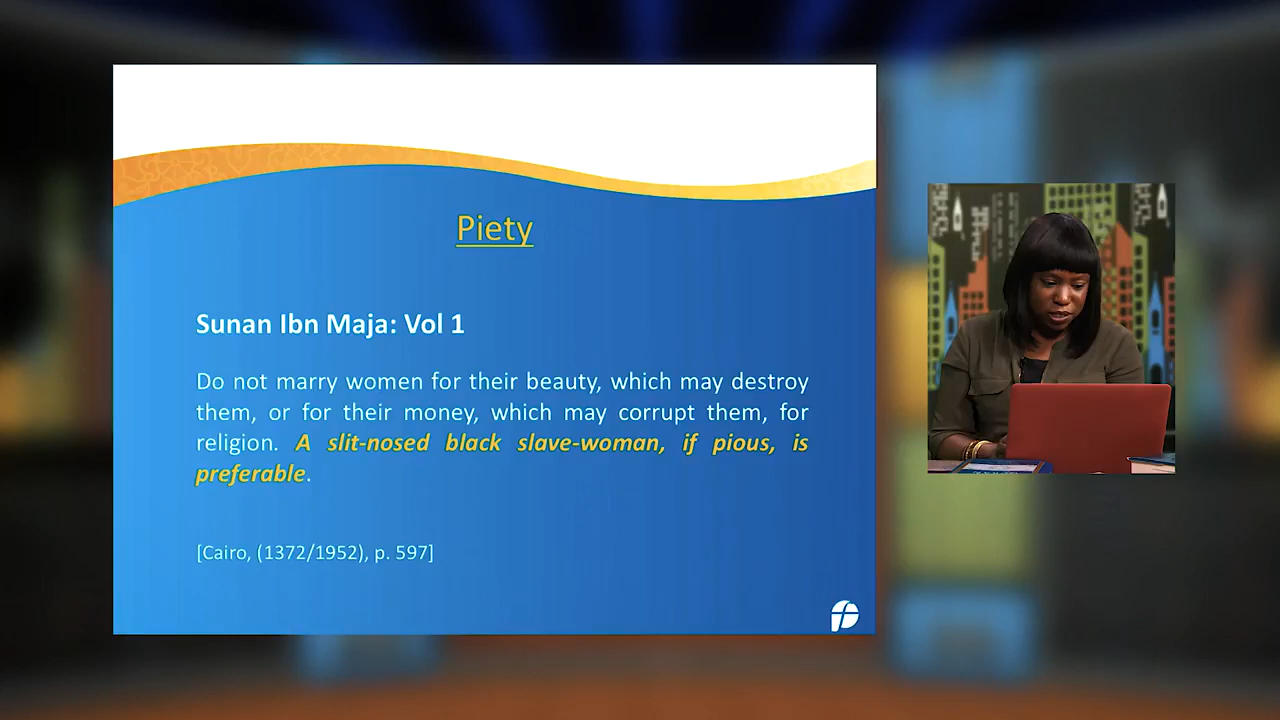 Piety
Sunan Ibn Maja: Vol 1
Do not marry women for their beauty, which may destroy
them, or for their money, which may corrupt them, for
religion. A slit-nosed black slave-woman, if pious, is
preferable.
[Cairo, (1372/1952), p. 597]